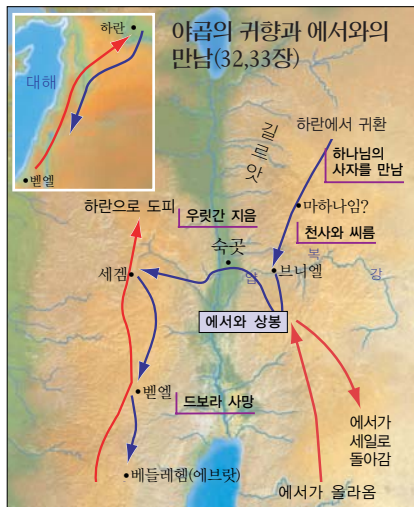 야곱의 귀향과 에서와의
만남(32,33장)
하란
대해
벧엘
길르앗
하란에서 귀환
하나님의
사자를 만남
마하나임?
천사와 씨름
하란으로 도피
우릿간 지음
숙곳
세겜
브니엘
얍복강
에서와 상봉
벧엘
드보라 사망
에서가
세일로
돌아감
베들레헴(에브랏)
에서가 올라옴